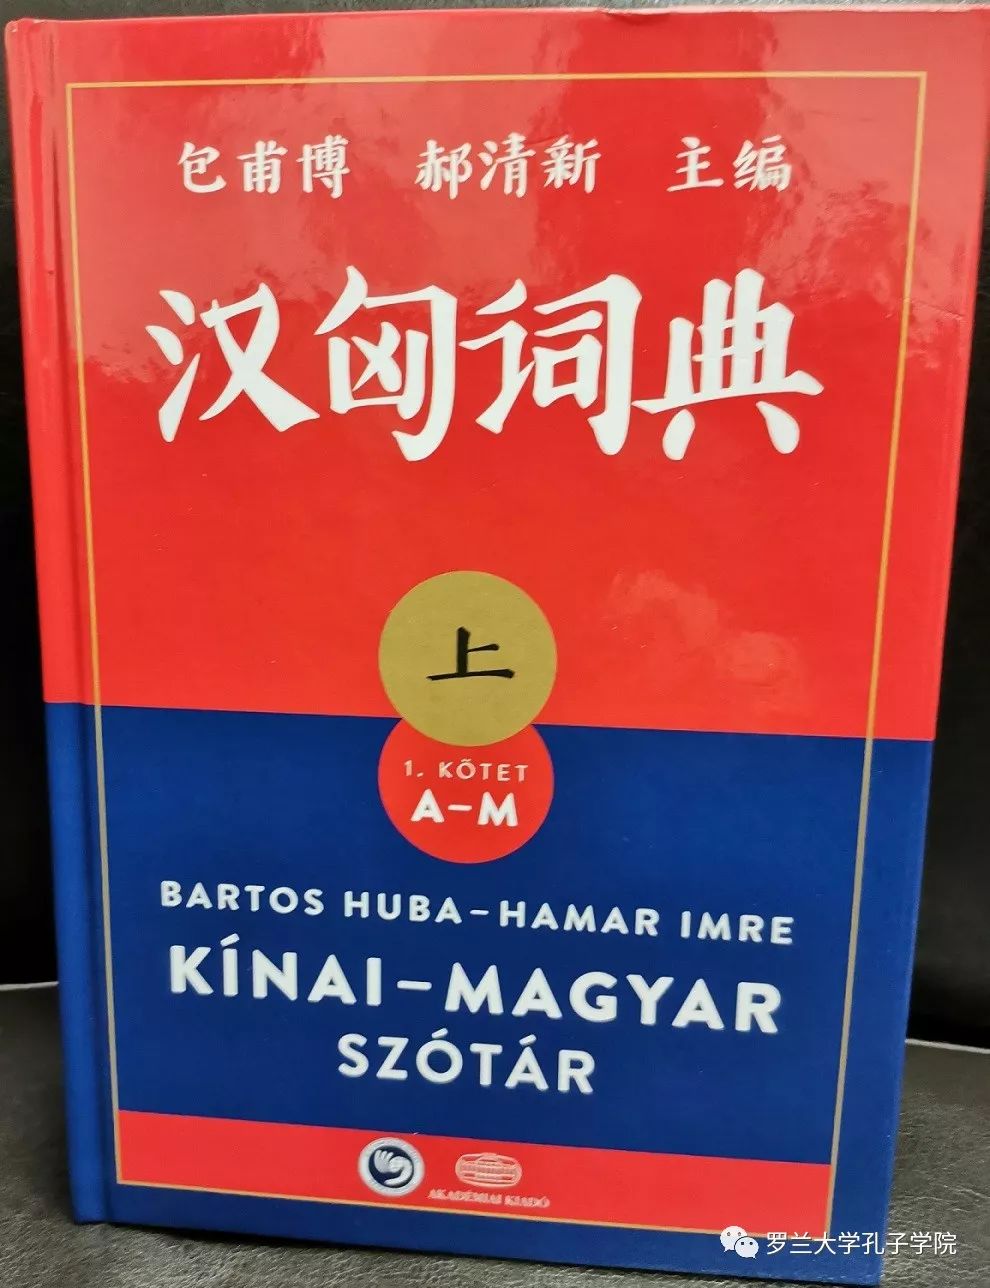 包甫博 郝清新 主编
汉匈词典
上
1. KÖTET
A–M
BARTOS HUBA–HAMAR IMRE
KÍNAI–MAGYAR
SZÓTÁR
AKADÉMIAI KIADÓ
罗兰大学孔子学院